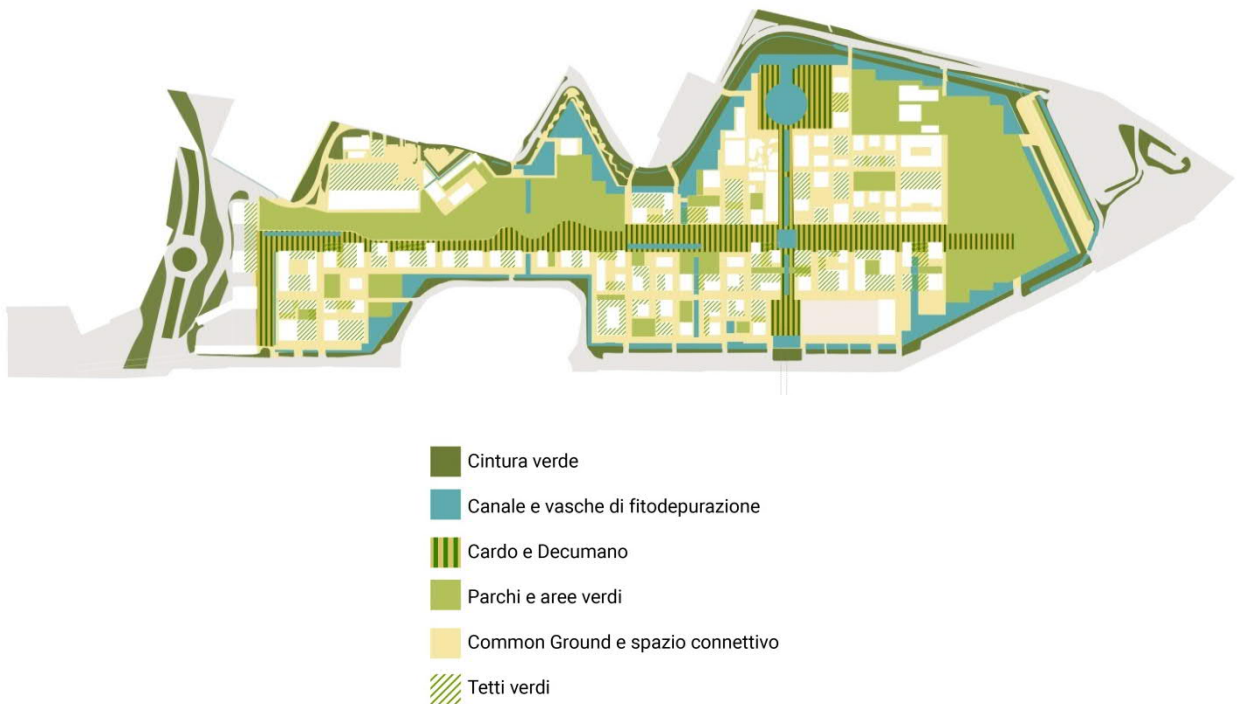 Cintura verde
Canale e vasche di fitodepurazione
Cardo e Decumano
Parchi e aree verdi
Common Ground e spazio connettivo
Tetti verdi